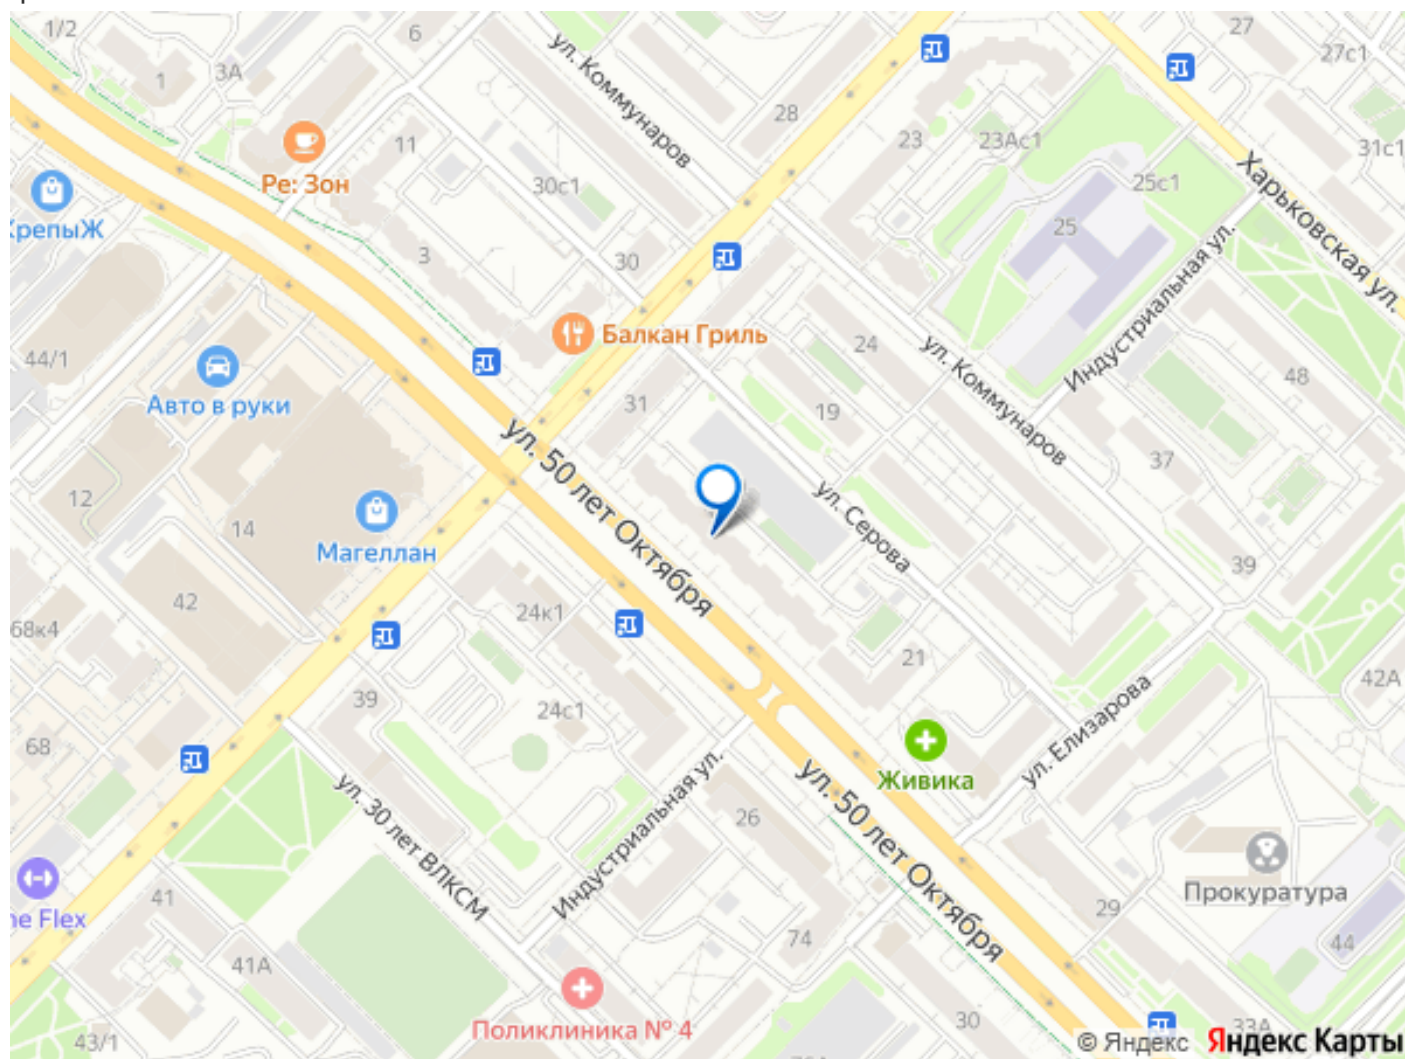 1/2
6
27
27с1
1
3А
ул. Коммунаров
28
23
23Ас1
31с1
11
Ре: Зон
30с1
25с1
Харьковская ул.
КрепыЖ
25
3
30
Индустриальная ул.
Балкан Гриль
24
ул. Коммунаров
44/1
48
Авто в руки
31
19
ул. 50 лет Октября
37
12
14
ул. Серова
Магеллан
39
42
24к1
68к4
21
42А
39
24с1
ул. Елизарова
68
Живика
ул. 30 лет ВЛКСМ
Индустриальная ул.
26
ул. 50 лет Октября
Прокуратура
41
29
ne Flex
74
44
41А
Поликлиника № 4
30
33А
43/1
© Яндекс Яндекс Карты